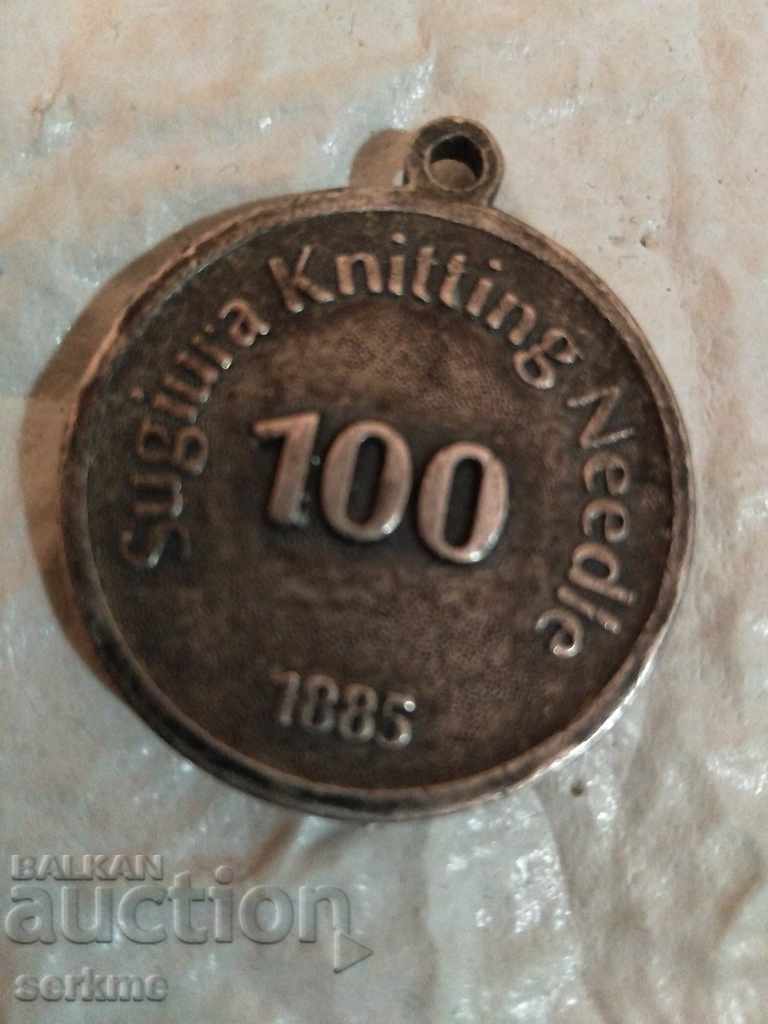 Sugiura Knitting Needle
100
1885
BALKAN
auction
serkme